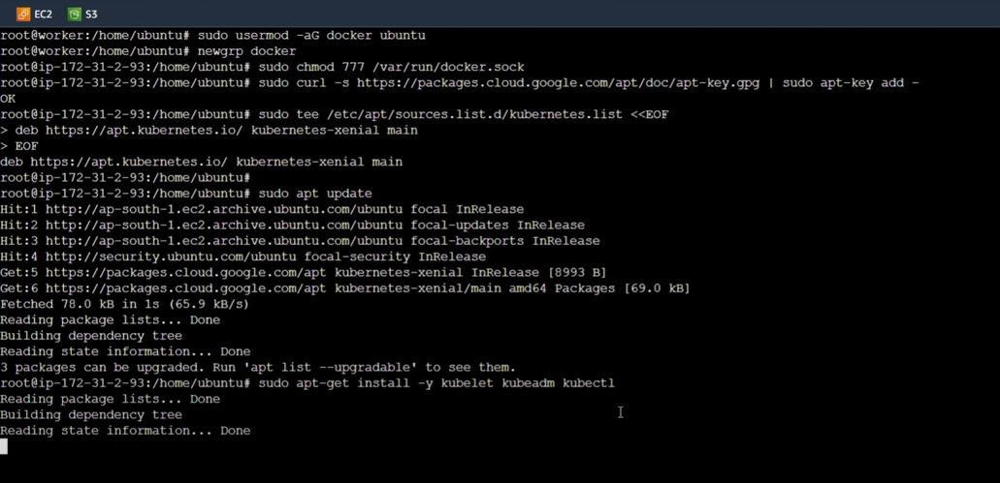 EC2 S3
root@worker:/home/ubuntu# sudo usermod -aG docker ubuntu
root@worker:/home/ubuntu# newgrp docker
root@ip-172-31-2-93:/home/ubuntu# sudo chmod 777 /var/run/docker.sock
root@ip-172-31-2-93:/home/ubuntu# sudo curl -s https://packages.cloud.google.com/apt/doc/apt-key.gpg | sudo apt-key add -
OK
root@ip-172-31-2-93:/home/ubuntu# sudo tee /etc/apt/sources.list.d/kubernetes.list <<EOF
> deb https://apt.kubernetes.io/ kubernetes-xenial main
> EOF
deb https://apt.kubernetes.io/ kubernetes-xenial main
root@ip-172-31-2-93:/home/ubuntu#
root@ip-172-31-2-93:/home/ubuntu# sudo apt update
Hit:1 http://ap-south-1.ec2.archive.ubuntu.com/ubuntu focal InRelease
Hit:2 http://ap-south-1.ec2.archive.ubuntu.com/ubuntu focal-updates InRelease
Hit:3 http://ap-south-1.ec2.archive.ubuntu.com/ubuntu focal-backports InRelease
Hit:4 http://security.ubuntu.com/ubuntu focal-security InRelease
Get:5 https://packages.cloud.google.com/apt kubernetes-xenial InRelease [8993 B]
Get:6 https://packages.cloud.google.com/apt kubernetes-xenial/main amd64 Packages [69.0 kB]
Fetched 78.0 kB in 1s (65.9 kB/s)
Reading package lists... Done
Building dependency tree
Reading state information... Done
3 packages can be upgraded. Run 'apt list --upgradable' to see them.
root@ip-172-31-2-93:/home/ubuntu# sudo apt-get install -y kubelet kubeadm kubectl
Reading package lists... Done
Building dependency tree
Reading state information... Done